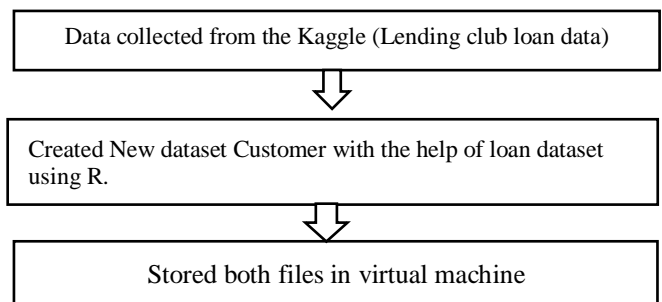 Data collected from the Kaggle (Lending club loan data)
Created New dataset Customer with the help of loan dataset
using R.
Stored both files in virtual machine